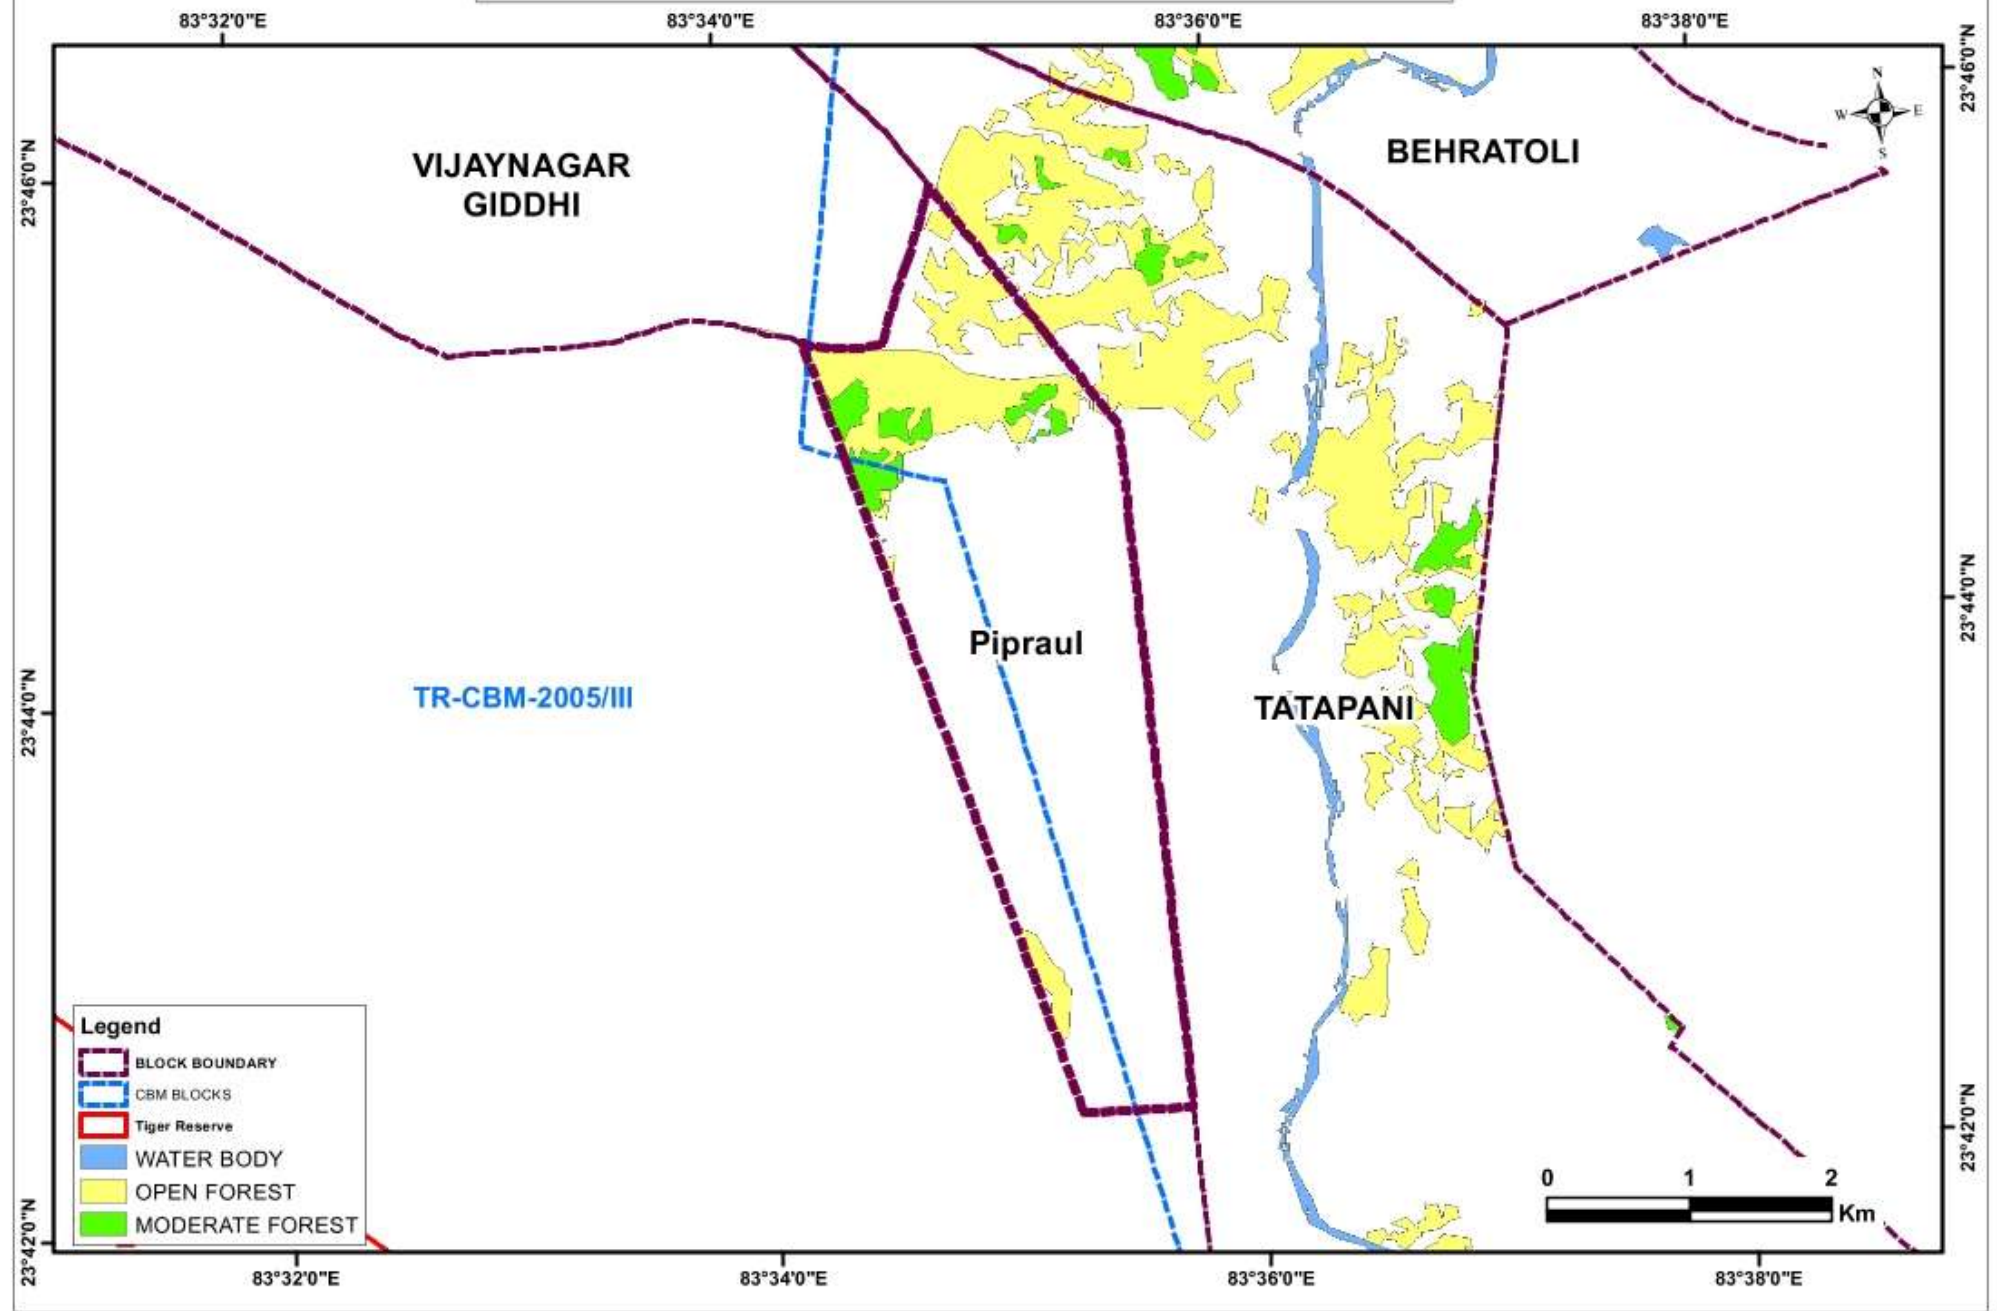 83°32'0"E
83°34'0"E
83°36'0"E
83°38'0"E
23°46'0"N
23°46'0"N
N
W
E
S
VIJAYNAGAR
GIDDHI
BEHRATOLI
23°44'0"N
23°44'0"N
Pipraul
TR-CBM-2005/III
TATAPANI
Legend
BLOCK BOUNDARY
CBM BLOCKS
Tiger Reserve
WATER BODY
OPEN FOREST
MODERATE FOREST
0 1 2
Km
23°42'0"N
23°42'0"N
83°32'0"E
83°34'0"E
83°36'0"E
83°38'0"E